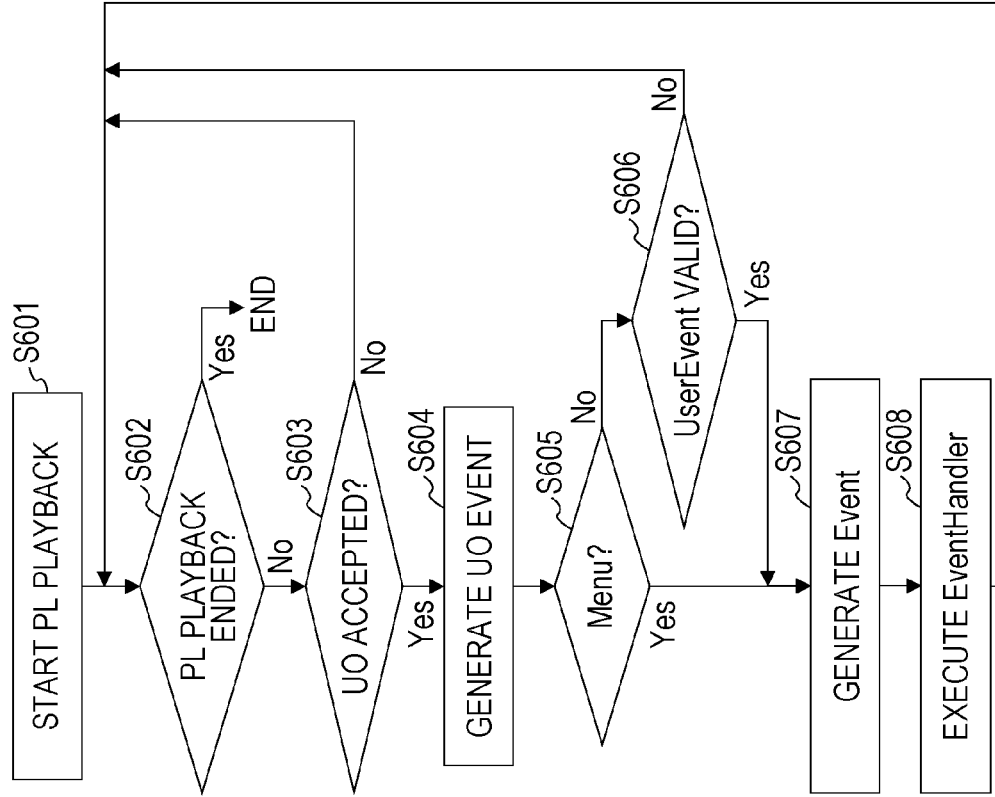 START PL PLAYBACK
S601
PL PLAYBACK
ENDED?
S602
Yes
END
No
UO ACCEPTED?
S603
No
Yes
GENERATE UO EVENT
S604
Menu?
S605
No
Yes
UserEvent VALID?
S606
No
Yes
GENERATE Event
S607
EXECUTE EventHandler
S608